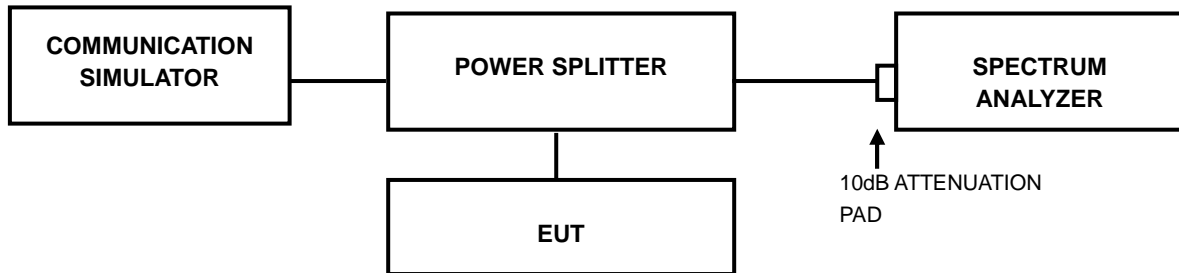 COMMUNICATION
SIMULATOR
POWER SPLITTER
SPECTRUM
ANALYZER
10dB ATTENUATION
PAD
EUT